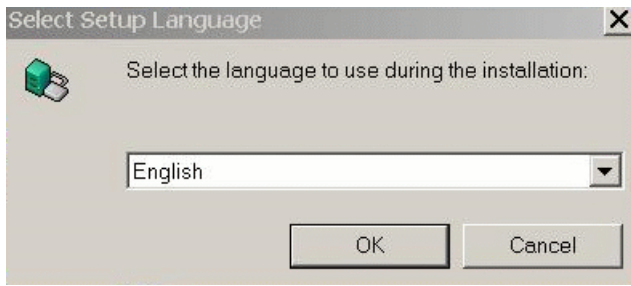 Select Setup Language
Select the language to use during the installation:
English
OK
Cancel